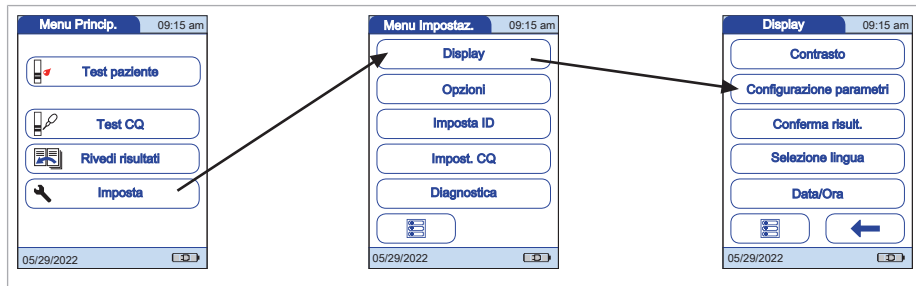 Menu Princip.
09:15 am
Test paziente
Test CQ
Rivedi risultati
Imposta
05/29/2022
Menu Impostaz.
09:15 am
Display
Opzioni
Imposta ID
Impost. CQ
Diagnostica
05/29/2022
Display
09:15 am
Contrasto
Configurazione parametri
Conferma risult.
Selezione lingua
Data/Ora
05/29/2022